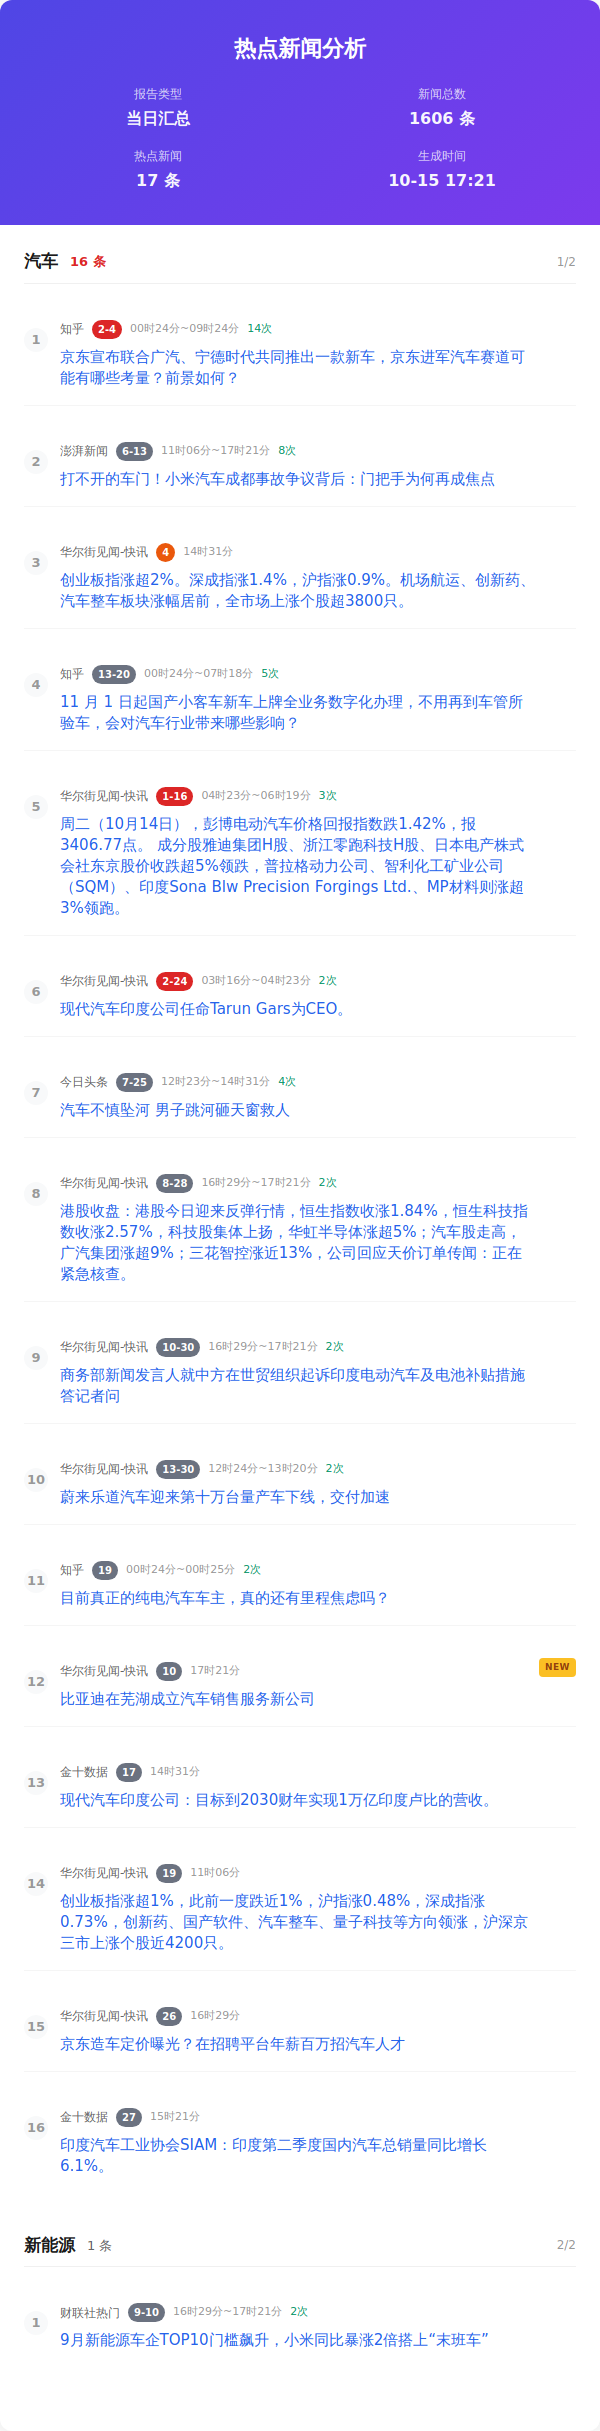 热点新闻分析
报告类型
新闻总数
当日汇总
1606 条
热点新闻
生成时间
17 条
10-15 17:21
汽车 16 条 1/2
1
知乎 2-4 00时24分~09时24分 14次
京东宣布联合广汽、宁德时代共同推出一款新车，京东进军汽车赛道可
能有哪些考量？前景如何？
2
澎湃新闻 6-13 11时06分~17时21分 8次
打不开的车门！小米汽车成都事故争议背后：门把手为何再成焦点
3
华尔街见闻-快讯 4 14时31分
创业板指涨超2%。深成指涨1.4%，沪指涨0.9%。机场航运、创新药、
汽车整车板块涨幅居前，全市场上涨个股超3800只。
4
知乎 13-20 00时24分~07时18分 5次
11 月 1 日起国产小客车新车上牌全业务数字化办理，不用再到车管所
验车，会对汽车行业带来哪些影响？
5
华尔街见闻-快讯 1-16 04时23分~06时19分 3次
周二（10月14日），彭博电动汽车价格回报指数跌1.42%，报
3406.77点。 成分股雅迪集团H股、浙江零跑科技H股、日本电产株式
会社东京股价收跌超5%领跌，普拉格动力公司、智利化工矿业公司
（SQM）、印度Sona Blw Precision Forgings Ltd.、MP材料则涨超
3%领跑。
6
华尔街见闻-快讯 2-24 03时16分~04时23分 2次
现代汽车印度公司任命Tarun Gars为CEO。
7
今日头条 7-25 12时23分~14时31分 4次
汽车不慎坠河 男子跳河砸天窗救人
8
华尔街见闻-快讯 8-28 16时29分~17时21分 2次
港股收盘：港股今日迎来反弹行情，恒生指数收涨1.84%，恒生科技指
数收涨2.57%，科技股集体上扬，华虹半导体涨超5%；汽车股走高，
广汽集团涨超9%；三花智控涨近13%，公司回应天价订单传闻：正在
紧急核查。
9
华尔街见闻-快讯 10-30 16时29分~17时21分 2次
商务部新闻发言人就中方在世贸组织起诉印度电动汽车及电池补贴措施
答记者问
10
华尔街见闻-快讯 13-30 12时24分~13时20分 2次
蔚来乐道汽车迎来第十万台量产车下线，交付加速
11
知乎 19 00时24分~00时25分 2次
目前真正的纯电汽车车主，真的还有里程焦虑吗？
12
华尔街见闻-快讯 10 17时21分 NEW
比亚迪在芜湖成立汽车销售服务新公司
13
金十数据 17 14时31分
现代汽车印度公司：目标到2030财年实现1万亿印度卢比的营收。
14
华尔街见闻-快讯 19 11时06分
创业板指涨超1%，此前一度跌近1%，沪指涨0.48%，深成指涨
0.73%，创新药、国产软件、汽车整车、量子科技等方向领涨，沪深京
三市上涨个股近4200只。
15
华尔街见闻-快讯 26 16时29分
京东造车定价曝光？在招聘平台年薪百万招汽车人才
16
金十数据 27 15时21分
印度汽车工业协会SIAM：印度第二季度国内汽车总销量同比增长
6.1%。
新能源 1 条 2/2
1
财联社热门 9-10 16时29分~17时21分 2次
9月新能源车企TOP10门槛飙升，小米同比暴涨2倍搭上“末班车”